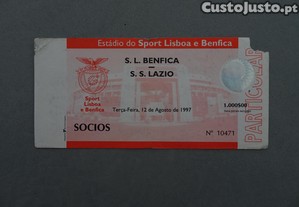 CustoJusto.pt
Estádio do Sport Lisboa e Benfica
S. L. BENFICA
S. S. LAZIO
Sport
Lisboa
e Benfica
Terça-Feira, 12 de Agosto de 1997
1.000$00
SOCIOS
Nº 10471
PARTICULAR